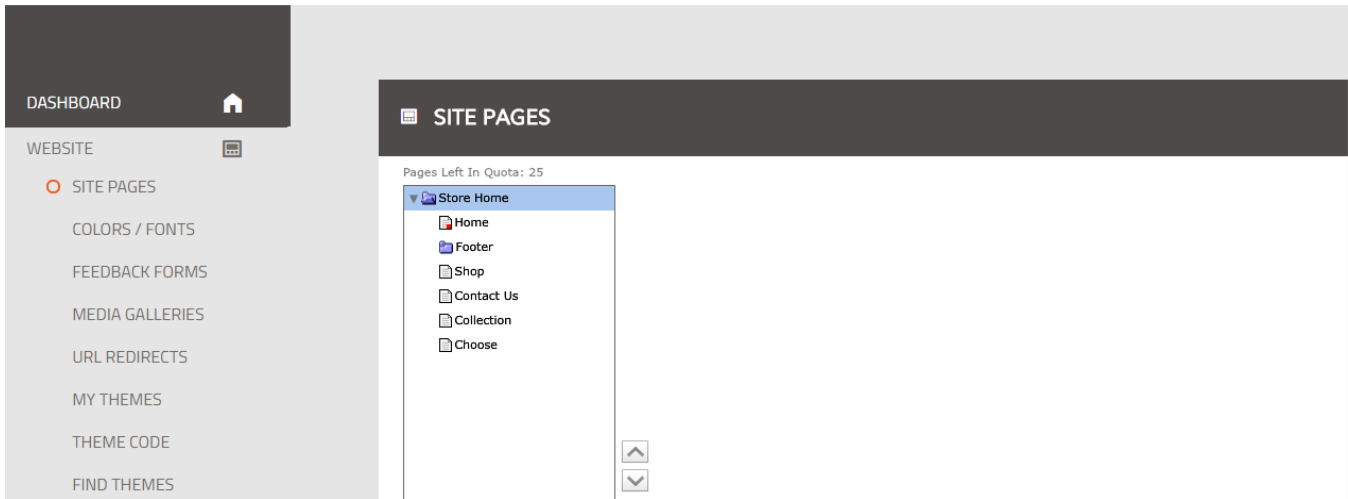 DASHBOARD
WEBSITE
SITE PAGES
COLORS / FONTS
FEEDBACK FORMS
MEDIA GALLERIES
URL REDIRECTS
MY THEMES
THEME CODE
FIND THEMES
SITE PAGES
Pages Left In Quota: 25
Store Home
Home
Footer
Shop
Contact Us
Collection
Choose